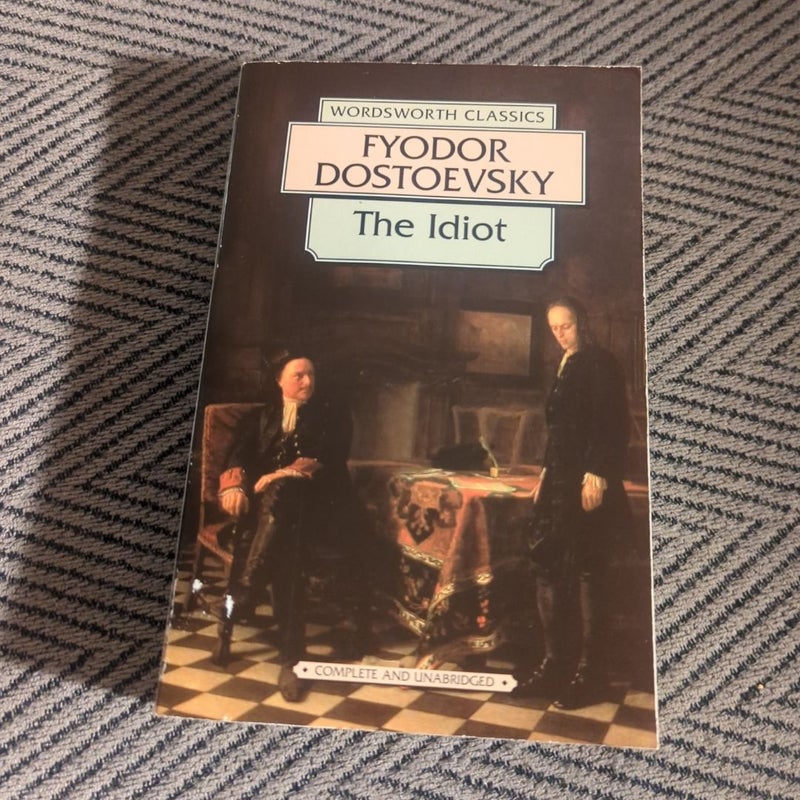 WORDSWORTH CLASSICS
FYODOR
DOSTOEVSKY
The Idiot
COMPLETE AND UNABRIDGED